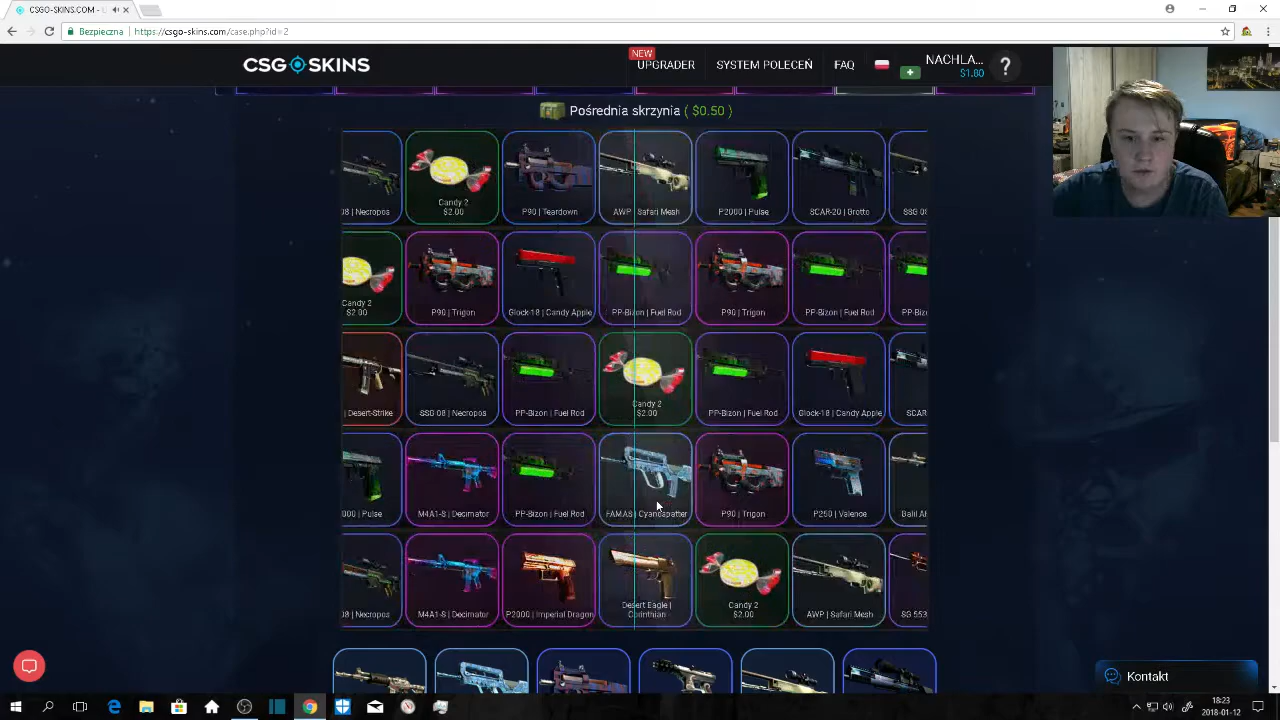 CSGO-SKINS.COM - L
Bezpieczna
https://csgo-skins.com/case.php?id=2
CSG SKINS
NEW
UPGRADER
SYSTEM POLECEŃ
FAQ
NACHLA...
$1.80
?
Pośrednia skrzynia ( $0.50 )
08 | Necropos
Candy 2
$2.00
P90 | Teardown
AWP | Safari Mesh
P2000 | Pulse
SCAR-20 | Grotto
SSG 08
Candy 2
$2.00
P90 | Trigon
Glock-18 | Candy Apple
PP-Bizon | Fuel Rod
P90 | Trigon
PP-Bizon | Fuel Rod
PP-Bi
| Desert-Strike
SSG-08 | Necropos
PP-Bizon | Fuel Rod
Candy 2
$2.00
PP-Bizon | Fuel Rod
Glock-18 | Candy Apple
SCAR
000 | Pulse
M4A1-S | Decimator
PP-Bizon | Fuel Rod
FAMAS | Cyanospatter
P90 | Trigon
P250 | Valence
Galil AR
08 | Necropos
M4A1-S | Decimator
P2000 | Imperial Dragon
Desert Eagle |
Corinthian
Candy 2
$2.00
AWP | Safari Mesh
SG 553
Kontakt
18:23
2018-01-12